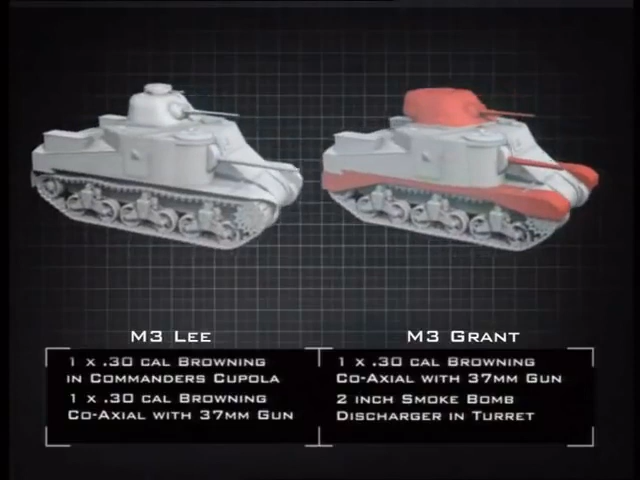 M3 Lee
M3 Grant
1 x .30 cal Browning
in Commanders Cupola
1 x .30 cal Browning
Co-Axial with 37mm Gun
1 x .30 cal Browning
Co-Axial with 37mm Gun
2 inch Smoke Bomb
Discharger in Turret